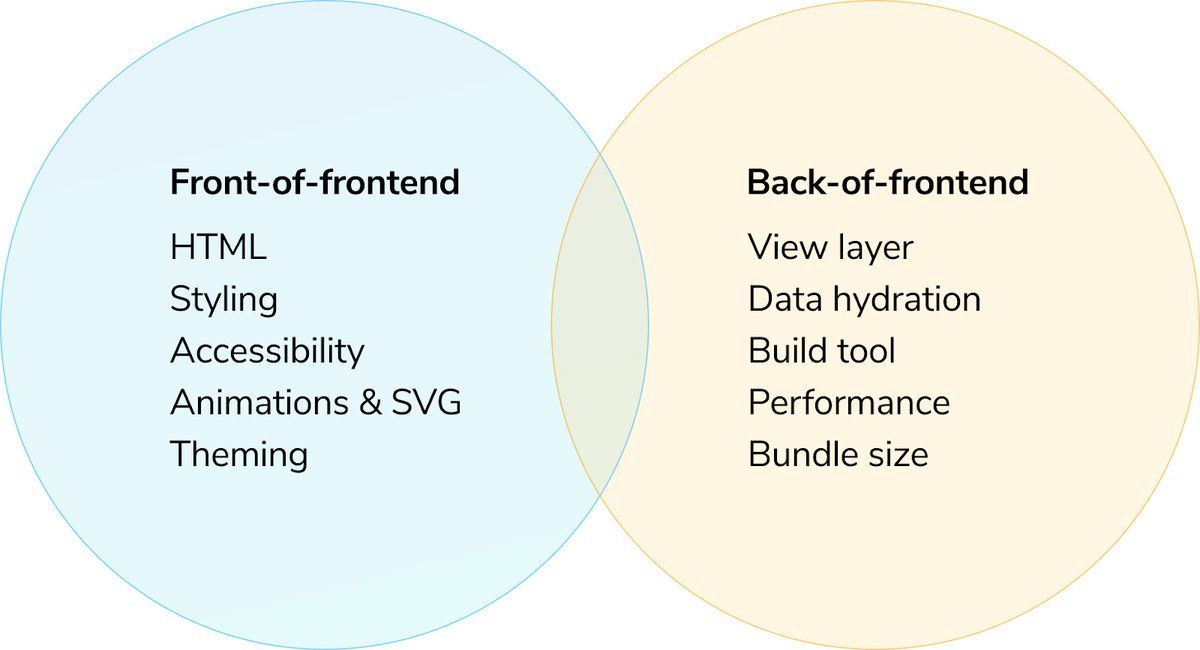 Front-of-frontend
HTML
Styling
Accessibility
Animations & SVG
Theming
Back-of-frontend
View layer
Data hydration
Build tool
Performance
Bundle size